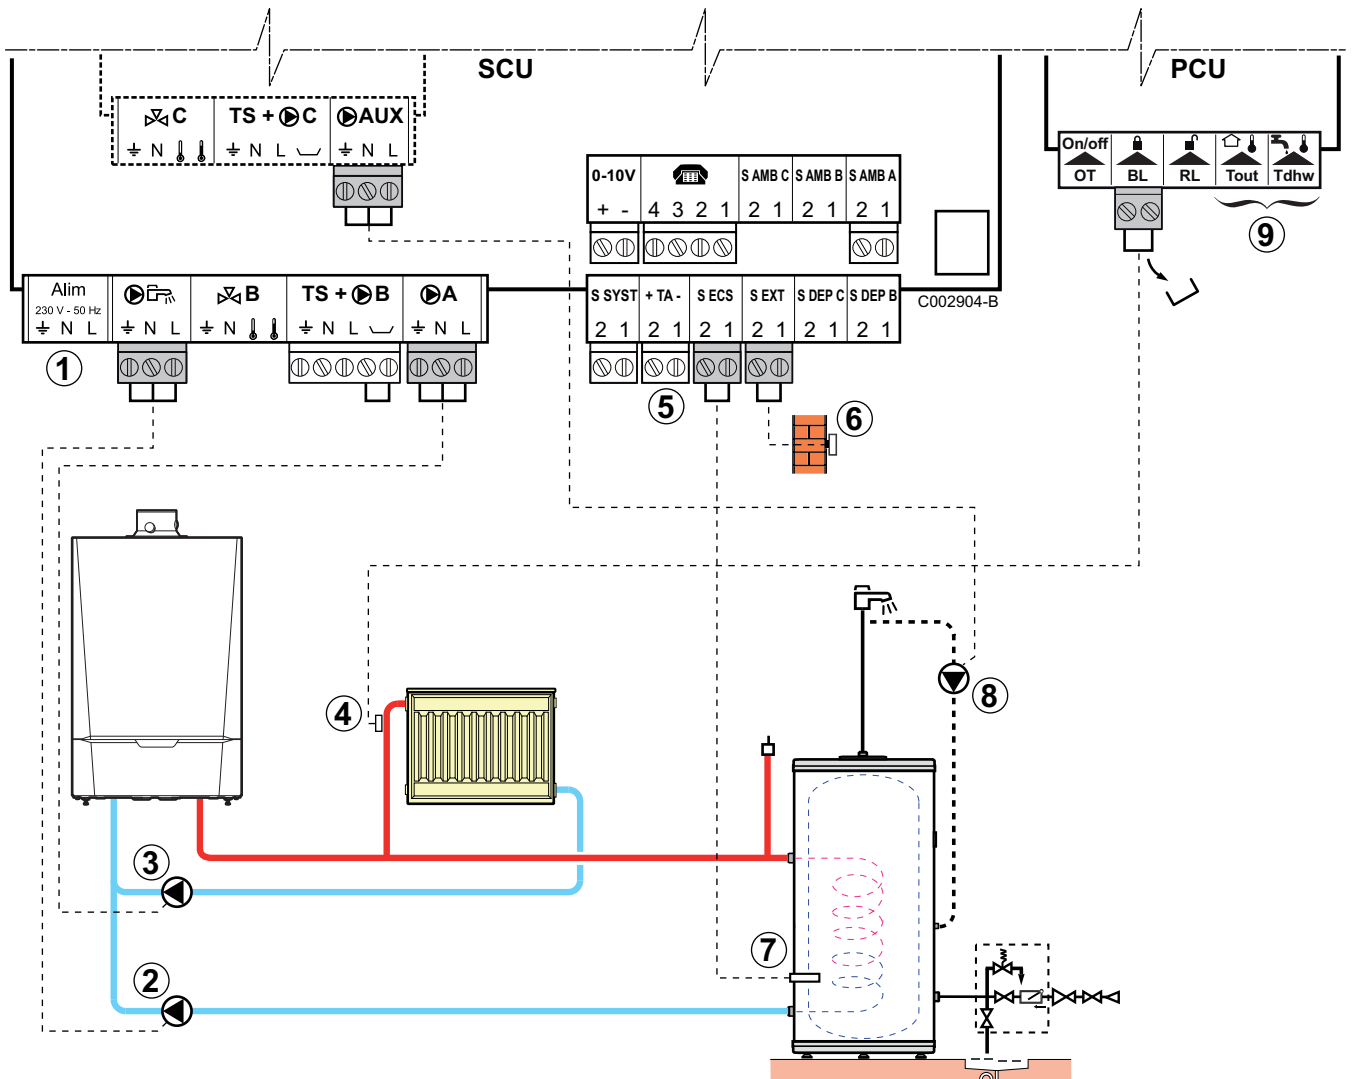 SCU
PCU
C
TS + C
AUX
N
N L
N L
On/off
OT
BL
RL
Tout
Tdhw
0-10V
S AMB C
S AMB B
S AMB A
+ -
4 3 2 1
2 1
2 1
2 1
9
Alim
230 V - 50 Hz
N L
N L
B
N
TS + B
N L
A
N L
S SYST
+ TA -
S ECS
S EXT
S DEP C
S DEP B
2 1
2 1
2 1
2 1
2 1
2 1
C002904-B
1
5
6
4
8
3
7
2